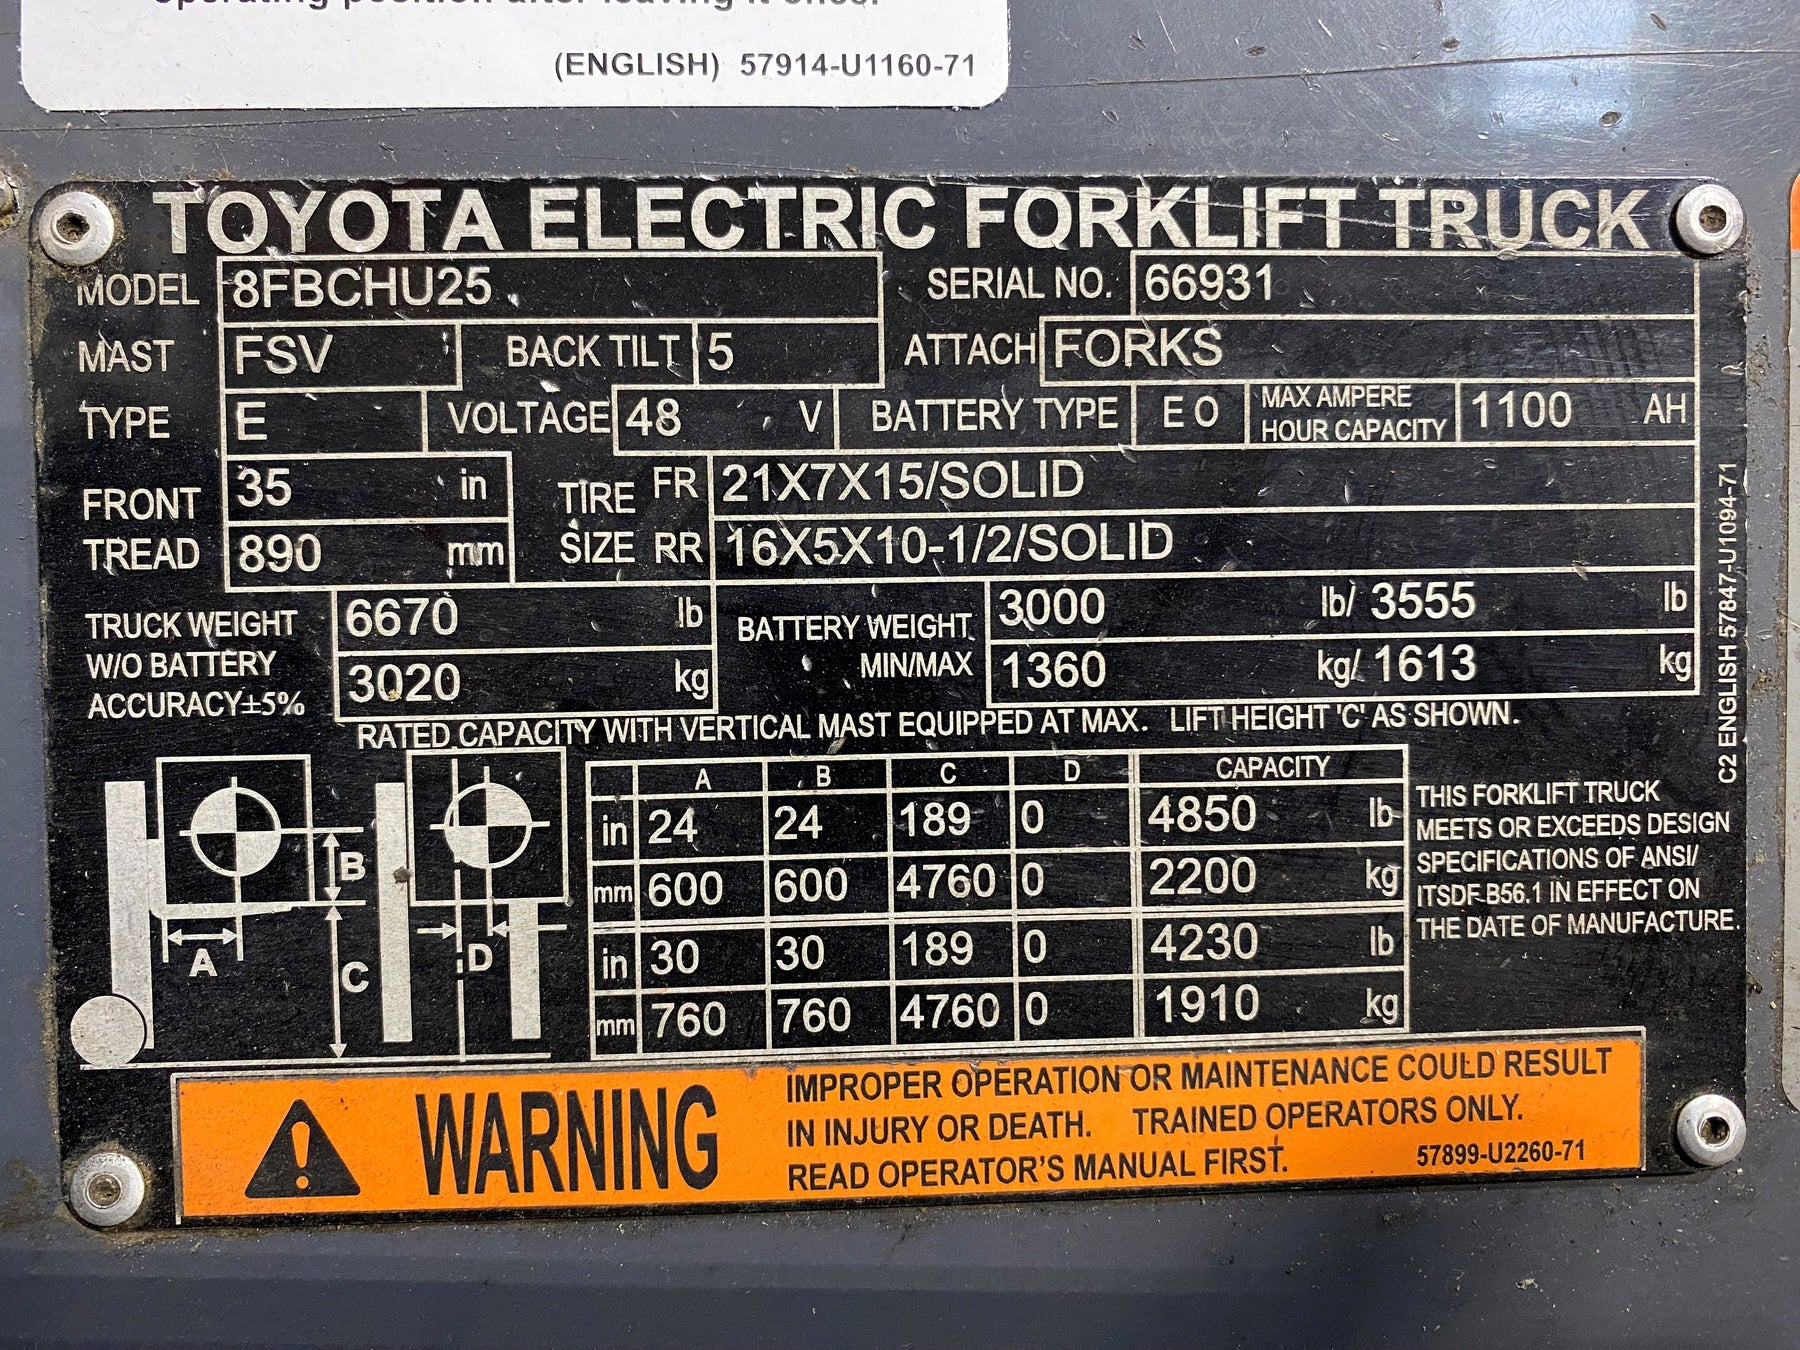 operating position after leaving it once.
(ENGLISH) 57914-U1160-71
TOYOTA ELECTRIC FORKLIFT TRUCK
MODEL 8FBCHU25 SERIAL NO. 66931
MAST FSV BACK TILT 5 ATTACH FORKS
TYPE E VOLTAGE 48 V BATTERY TYPE E O MAX AMPERE HOUR CAPACITY 1100 AH
FRONT TREAD 35 in TIRE SIZE FR 21X7X15/SOLID
890 mm RR 16X5X10-1/2/SOLID
TRUCK WEIGHT W/O BATTERY ACCURACY±5% 6670 lb BATTERY WEIGHT MIN/MAX 3000 lb/ 3555 lb
3020 kg 1360 kg/ 1613 kg
RATED CAPACITY WITH VERTICAL MAST EQUIPPED AT MAX. LIFT HEIGHT 'C' AS SHOWN.
A B C D
A B C D CAPACITY
in 24 24 189 0 4850 lb
mm 600 600 4760 0 2200 kg
in 30 30 189 0 4230 lb
mm 760 760 4760 0 1910 kg
THIS FORKLIFT TRUCK
MEETS OR EXCEEDS DESIGN
SPECIFICATIONS OF ANSI/
ITSDF B56.1 IN EFFECT ON
THE DATE OF MANUFACTURE.
C2 ENGLISH 57847-U1094-71
WARNING
IMPROPER OPERATION OR MAINTENANCE COULD RESULT
IN INJURY OR DEATH. TRAINED OPERATORS ONLY.
READ OPERATOR'S MANUAL FIRST. 57899-U2260-71